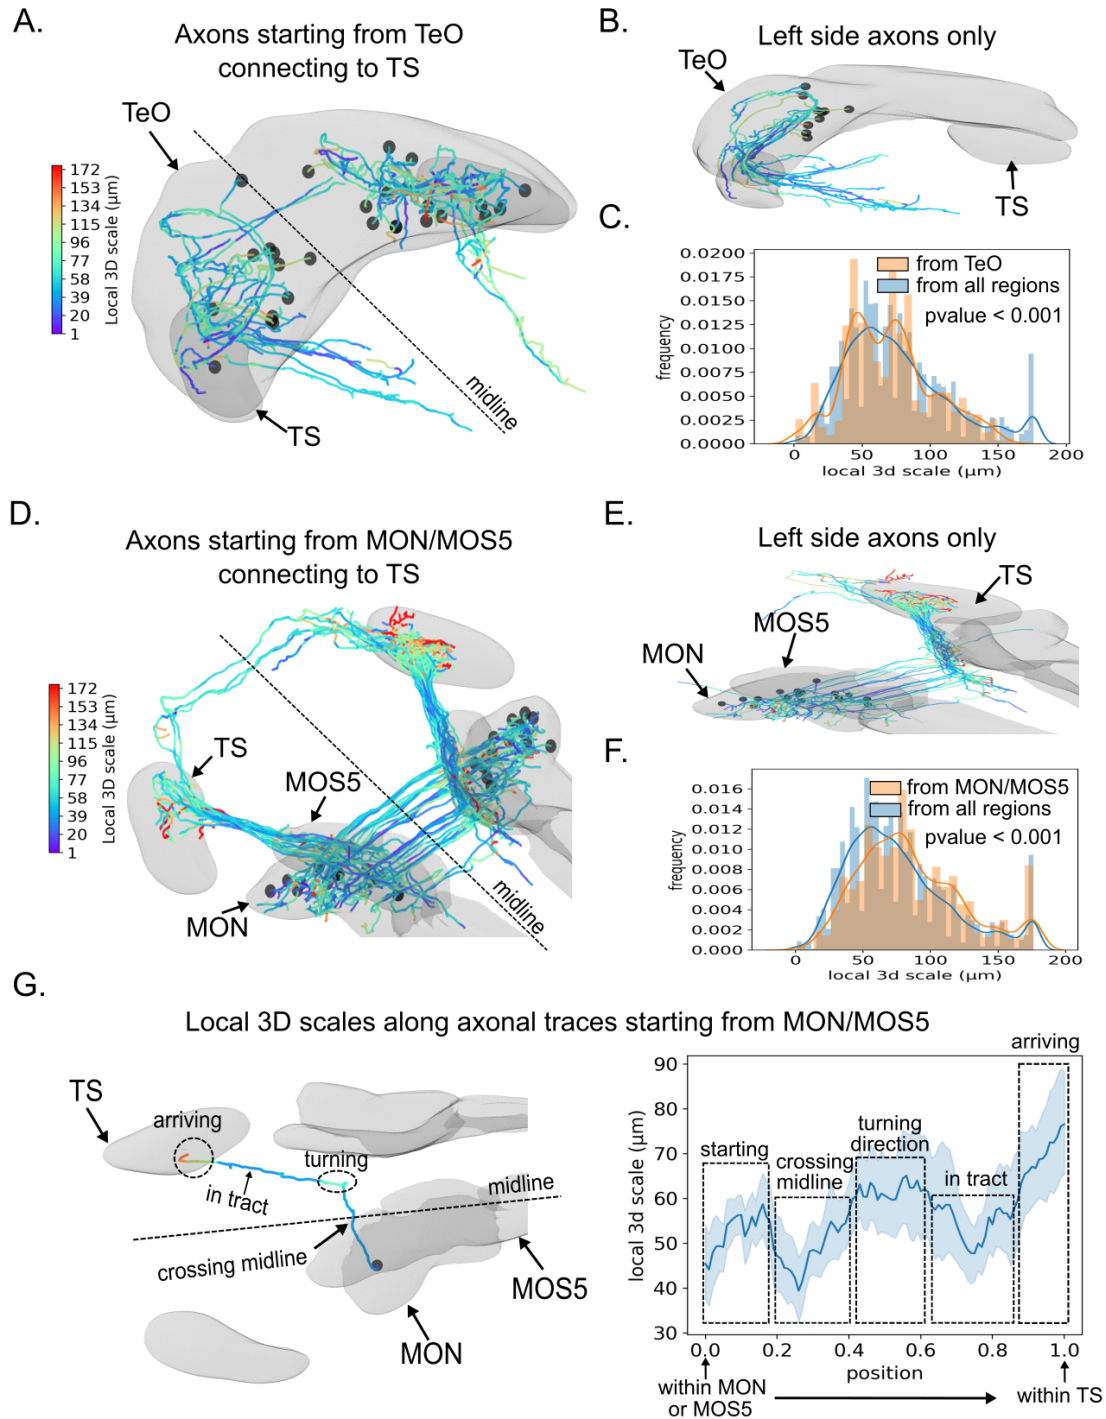 A.
Axons starting from TeO
connecting to TS
TeO
172
153
134
115
96
77
58
39
20
1
Local 3D scale (µm)
midline
TS
B.
Left side axons only
TeO
TS
C.
0.0200
0.0175
0.0150
0.0125
0.0100
0.0075
0.0050
0.0025
0.0000
frequency
from TeO
from all regions
pvalue < 0.001
0 50 100 150 200
local 3d scale (µm)
D.
Axons starting from MON/MOS5
connecting to TS
172
153
134
115
96
77
58
39
20
1
Local 3D scale (µm)
TS
MOS5
MON
midline
E.
Left side axons only
TS
MOS5
MON
F.
0.016
0.014
0.012
0.010
0.008
0.006
0.004
0.002
0.000
frequency
from MON/MOS5
from all regions
pvalue < 0.001
0 50 100 150 200
local 3d scale (µm)
G.
Local 3D scales along axonal traces starting from MON/MOS5
TS
arriving
turning
in tract
midline
crossing midline
MOS5
MON
arriving
90
80
70
60
50
40
30
local 3d scale (µm)
starting
crossing
midline
turning
direction
in tract
0.0 0.2 0.4 0.6 0.8 1.0
position
within MON
or MOS5
within TS